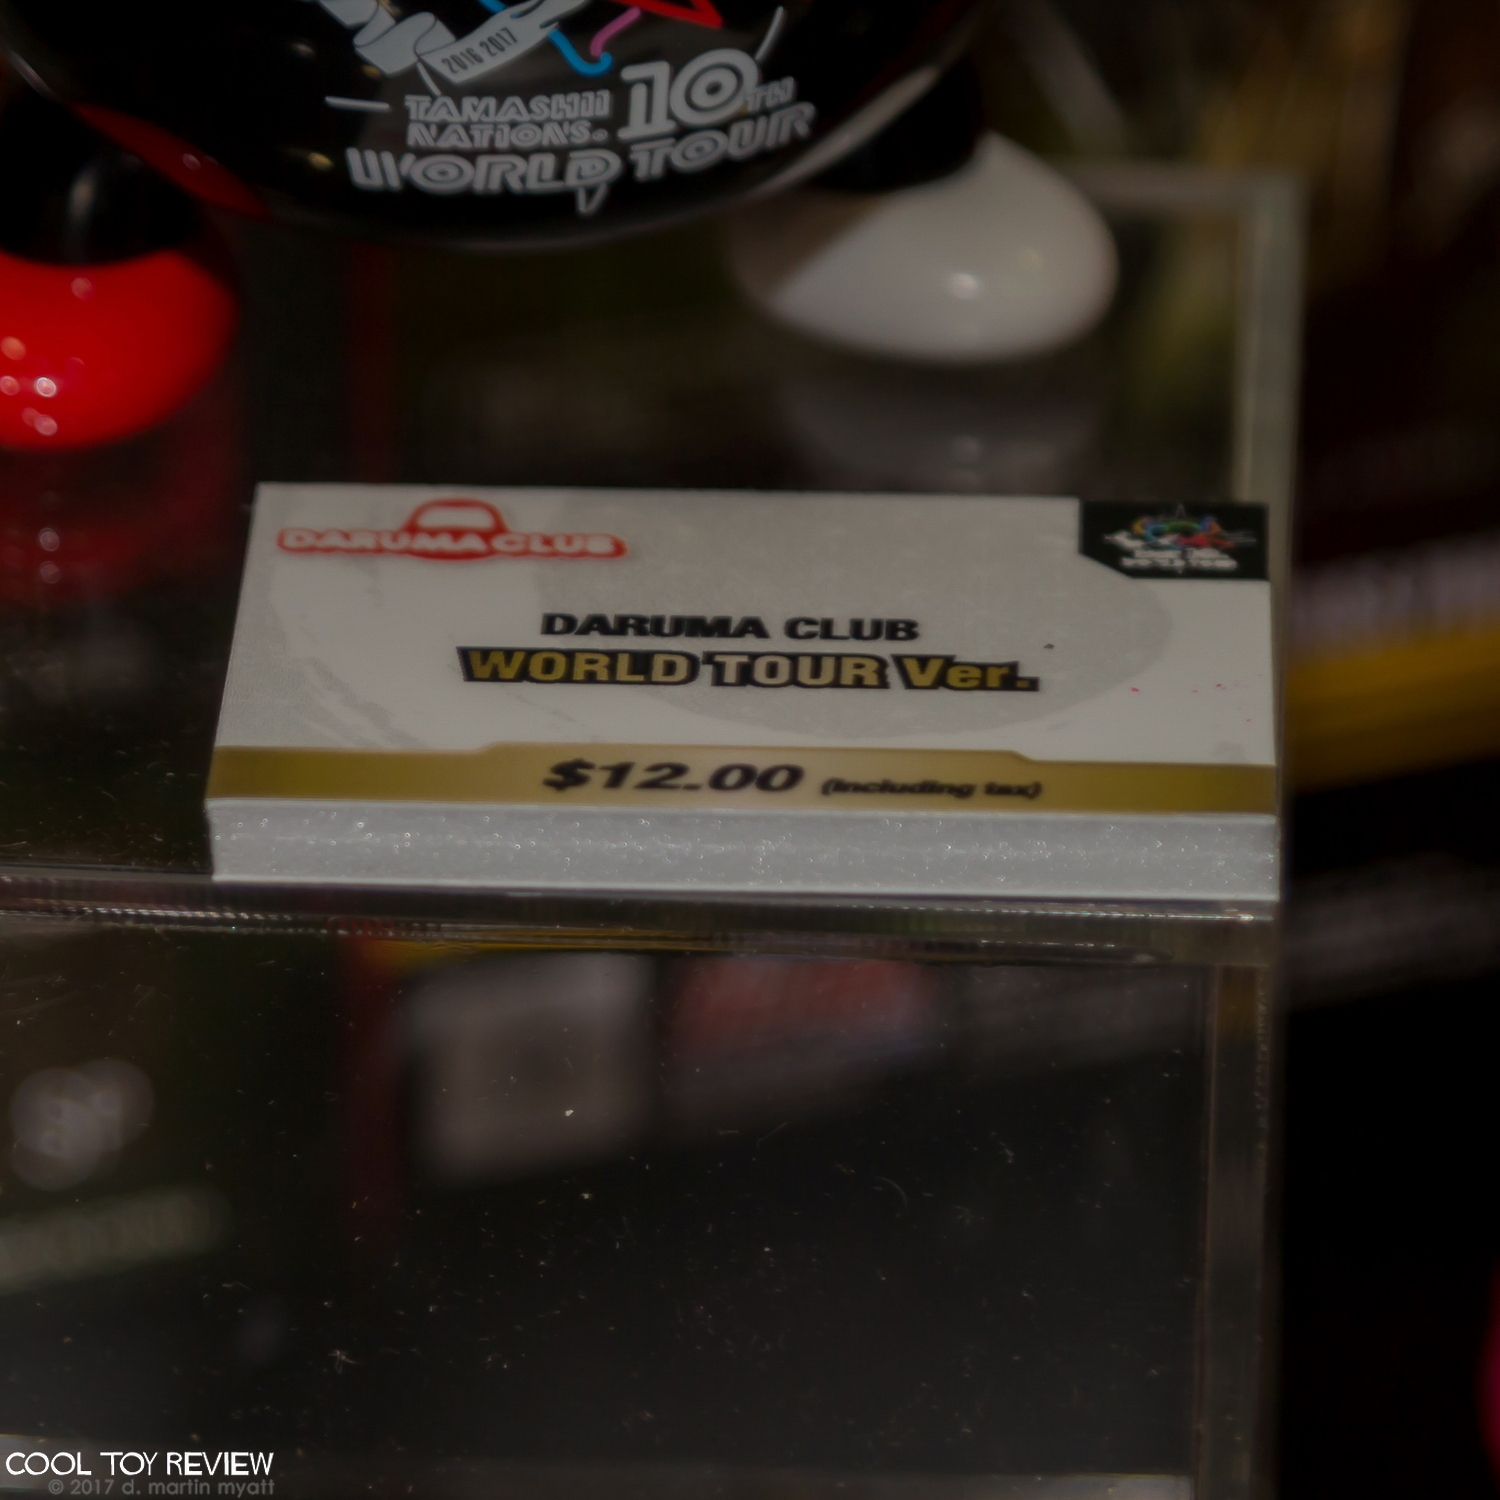 2016 2017
TAMASHII
NATIONS. 10TH
WORLD TOUR
DARUMA CLUB
DARUMA CLUB
WORLD TOUR Ver.
$12.00 (including tax)
COOL TOY REVIEW
© 2017 d. martin myatt